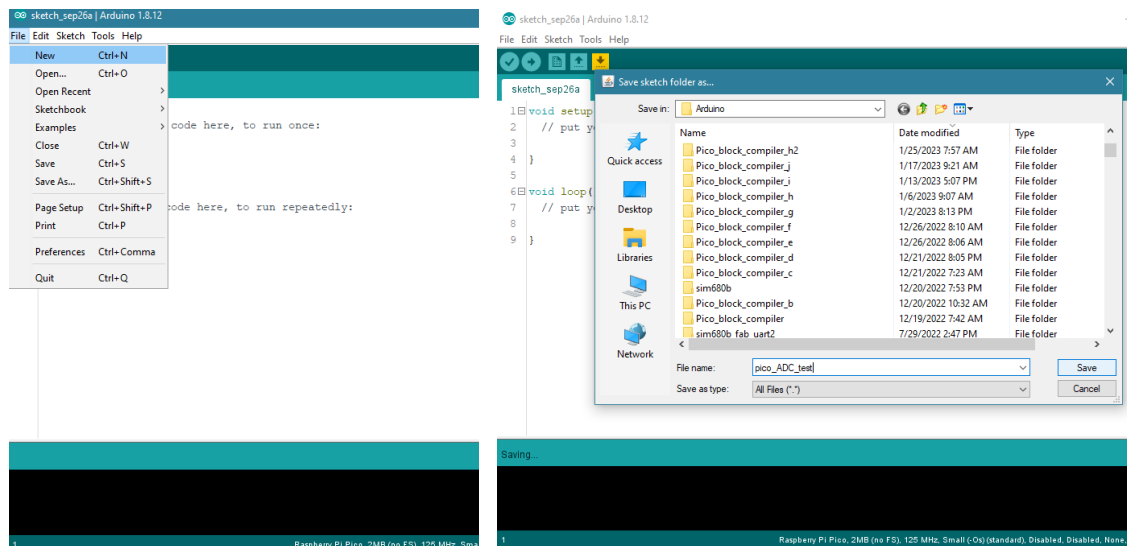 sketch_sep26a | Arduino 1.8.12
File Edit Sketch Tools Help
New Ctrl+N
Open... Ctrl+O
Open Recent
Sketchbook
Examples
Close Ctrl+W
Save Ctrl+S
Save As... Ctrl+Shift+S
Page Setup Ctrl+Shift+P
Print Ctrl+P
Preferences Ctrl+Comma
Quit Ctrl+Q
code here, to run once:
code here, to run repeatedly:
1
Raspberry Pi Pico, 2MB (no FS), 125 MHz, Sma
sketch_sep26a | Arduino 1.8.12
File Edit Sketch Tools Help
sketch_sep26a
1 void setup
2 // put y
3
4 }
5
6 void loop(
7 // put y
8
9 }
Save sketch folder as...
Save in: Arduino
Quick access
Desktop
Libraries
This PC
Network
Name Date modified Type
Pico_block_compiler_h2 1/25/2023 7:57 AM File folder
Pico_block_compiler_j 1/17/2023 9:21 AM File folder
Pico_block_compiler_i 1/13/2023 5:07 PM File folder
Pico_block_compiler_h 1/6/2023 9:07 AM File folder
Pico_block_compiler_g 1/2/2023 8:13 PM File folder
Pico_block_compiler_f 12/26/2022 8:10 AM File folder
Pico_block_compiler_e 12/26/2022 8:06 AM File folder
Pico_block_compiler_d 12/21/2022 8:05 PM File folder
Pico_block_compiler_c 12/21/2022 7:23 AM File folder
sim680b 12/20/2022 7:53 PM File folder
Pico_block_compiler_b 12/20/2022 10:32 AM File folder
Pico_block_compiler 12/19/2022 7:42 AM File folder
sim680b_fab_uart2 7/29/2022 2:47 PM File folder
File name: pico_ADC_test Save
Save as type: All Files (*.*) Cancel
Saving...
1
Raspberry Pi Pico, 2MB (no FS), 125 MHz, Small (-Os) (standard), Disabled, Disabled, None,